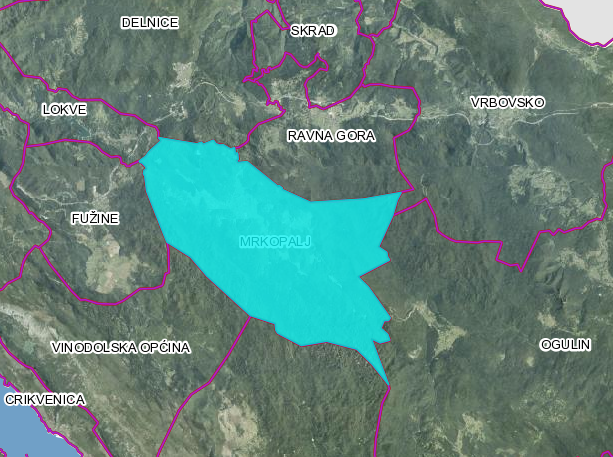 DELNICE
SKRAD
LOKVE
VRBOVSKO
RAVNA GORA
FUŽINE
MRKOPALJ
VINODOLSKA OPĆINA
OGULIN
CRIKVENICA